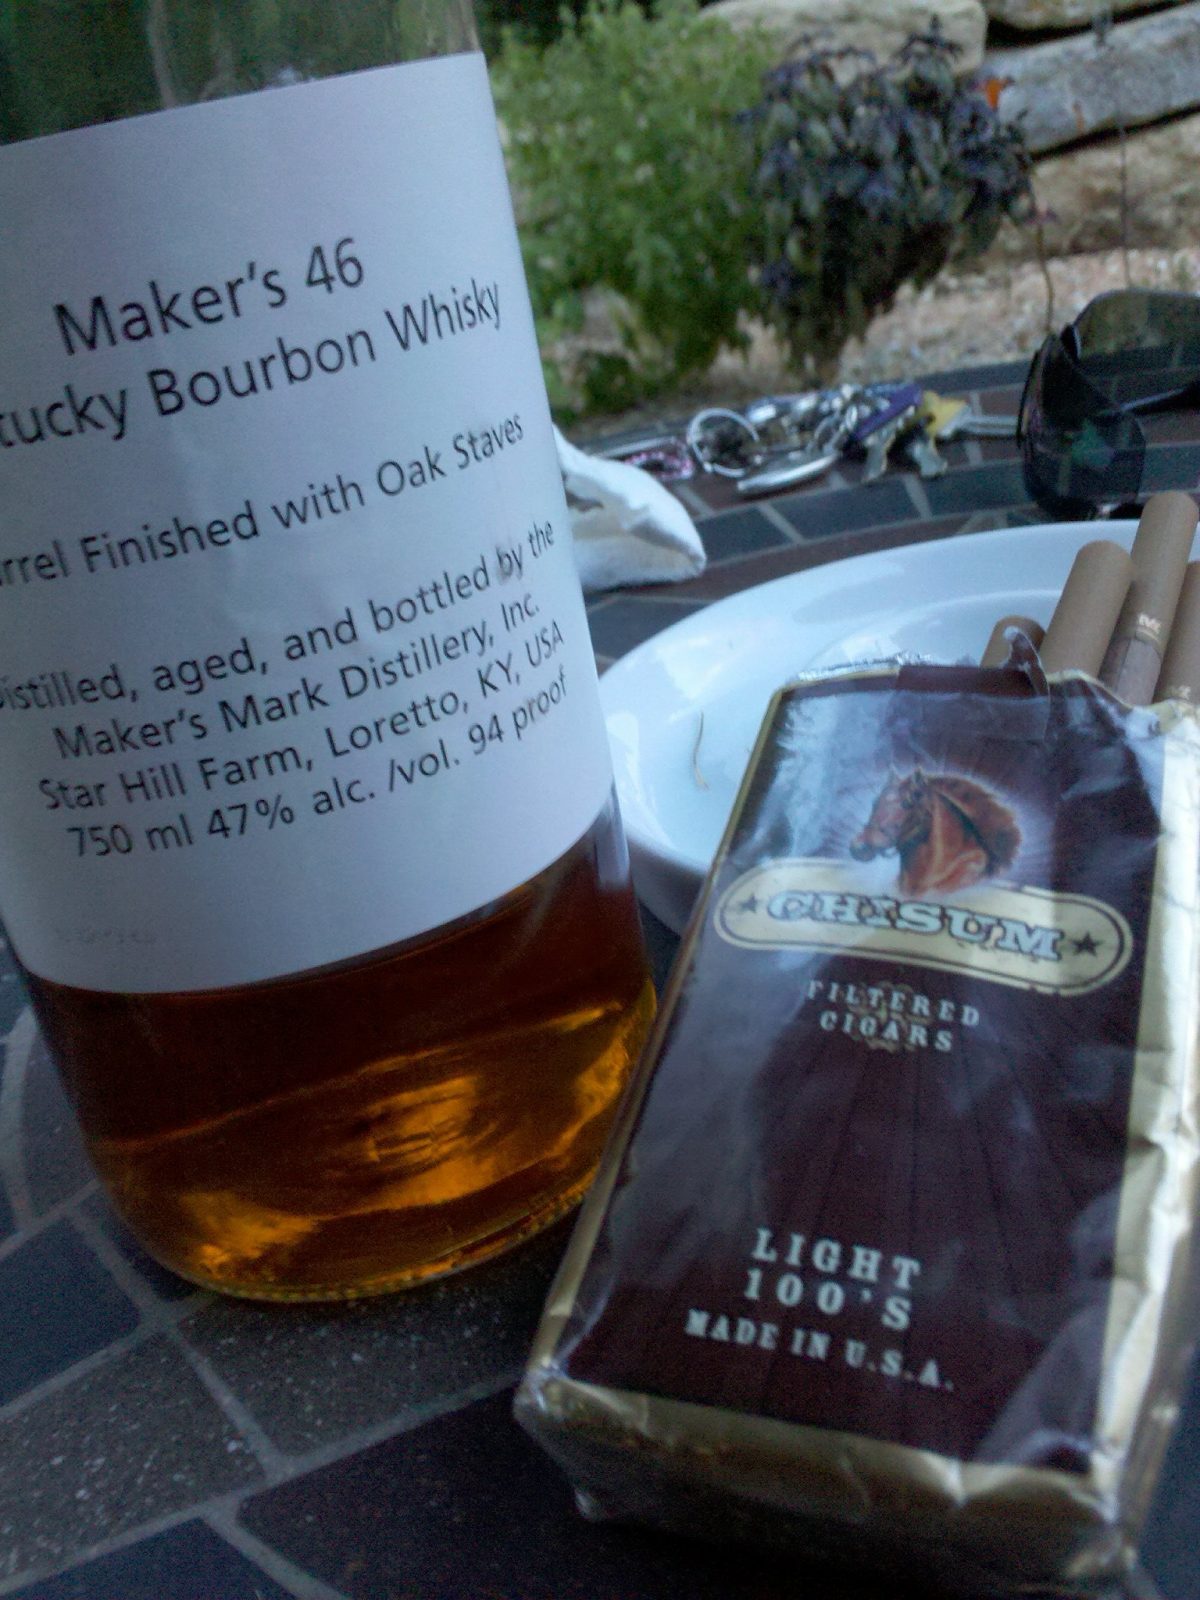 Maker's 46
tucky Bourbon Whisky
rrel Finished with Oak Staves
Distilled, aged, and bottled by the
Maker's Mark Distillery, Inc.
Star Hill Farm, Loretto, KY, USA
750 ml 47% alc. /vol. 94 proof
CHISUM
FILTERED
CIGARS
LIGHT
100'S
MADE IN U.S.A.